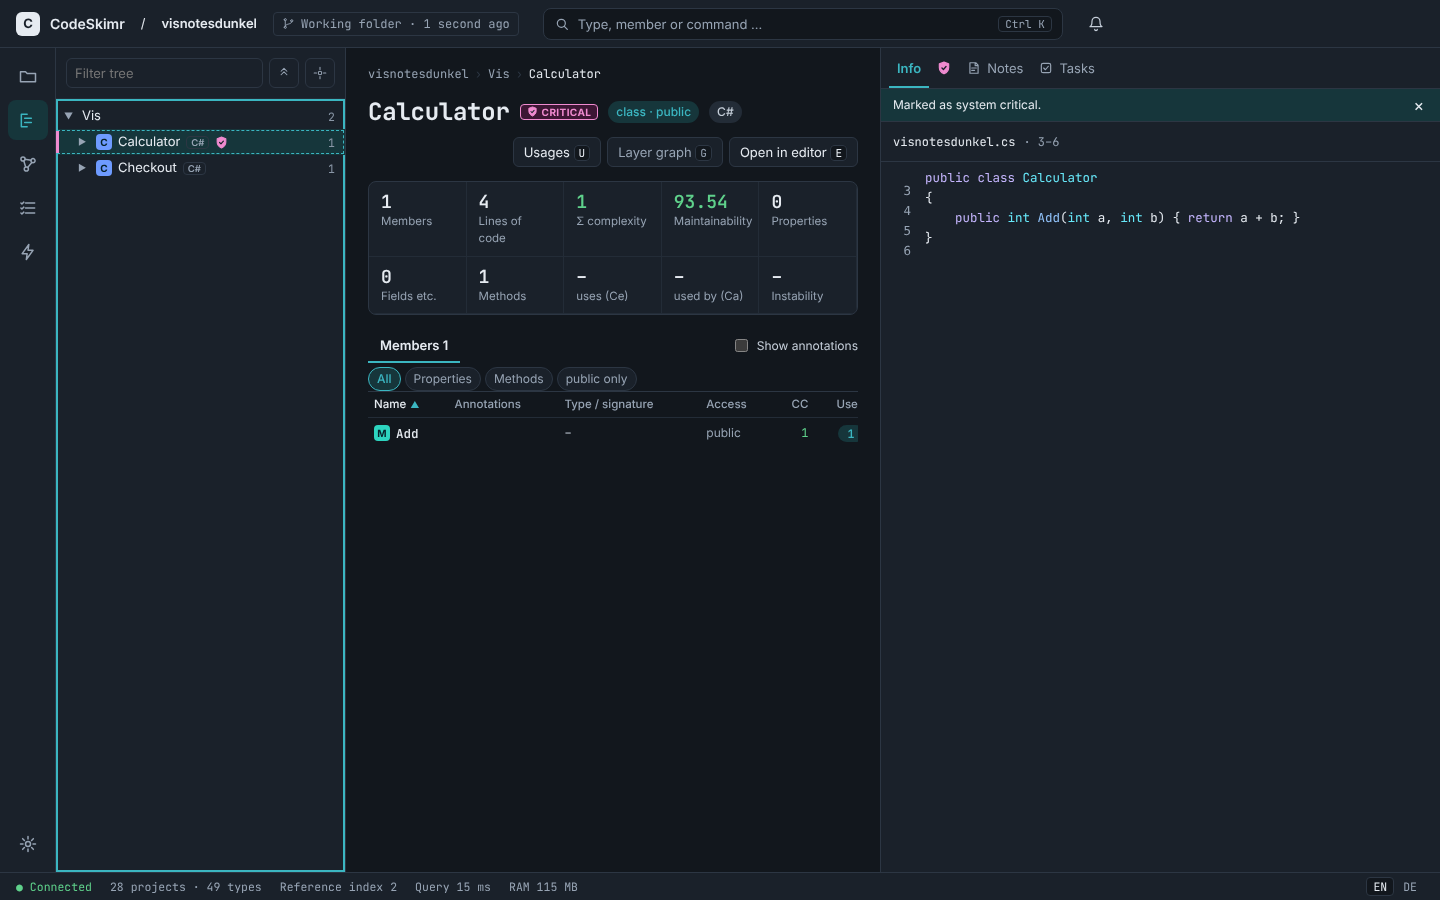 C CodeSkimr / visnotesdunkel Working folder · 1 second ago Type, member or command ... Ctrl K
Filter tree
Vis 2
C Calculator C# 1
C Checkout C# 1
visnotesdunkel › Vis › Calculator
Calculator CRITICAL class · public C#
Usages U Layer graph G Open in editor E
1 4 1 93.54 0
Members Lines of code Σ complexity Maintainability Properties
0 1 – – –
Fields etc. Methods uses (Ce) used by (Ca) Instability
Members 1 Show annotations
All Properties Methods public only
Name Annotations Type / signature Access CC Use
M Add – public 1 1
Info Notes Tasks
Marked as system critical. ×
visnotesdunkel.cs · 3–6
3 public class Calculator
4 {
5 public int Add(int a, int b) { return a + b; }
6 }
Connected 28 projects · 49 types Reference index 2 Query 15 ms RAM 115 MB EN DE